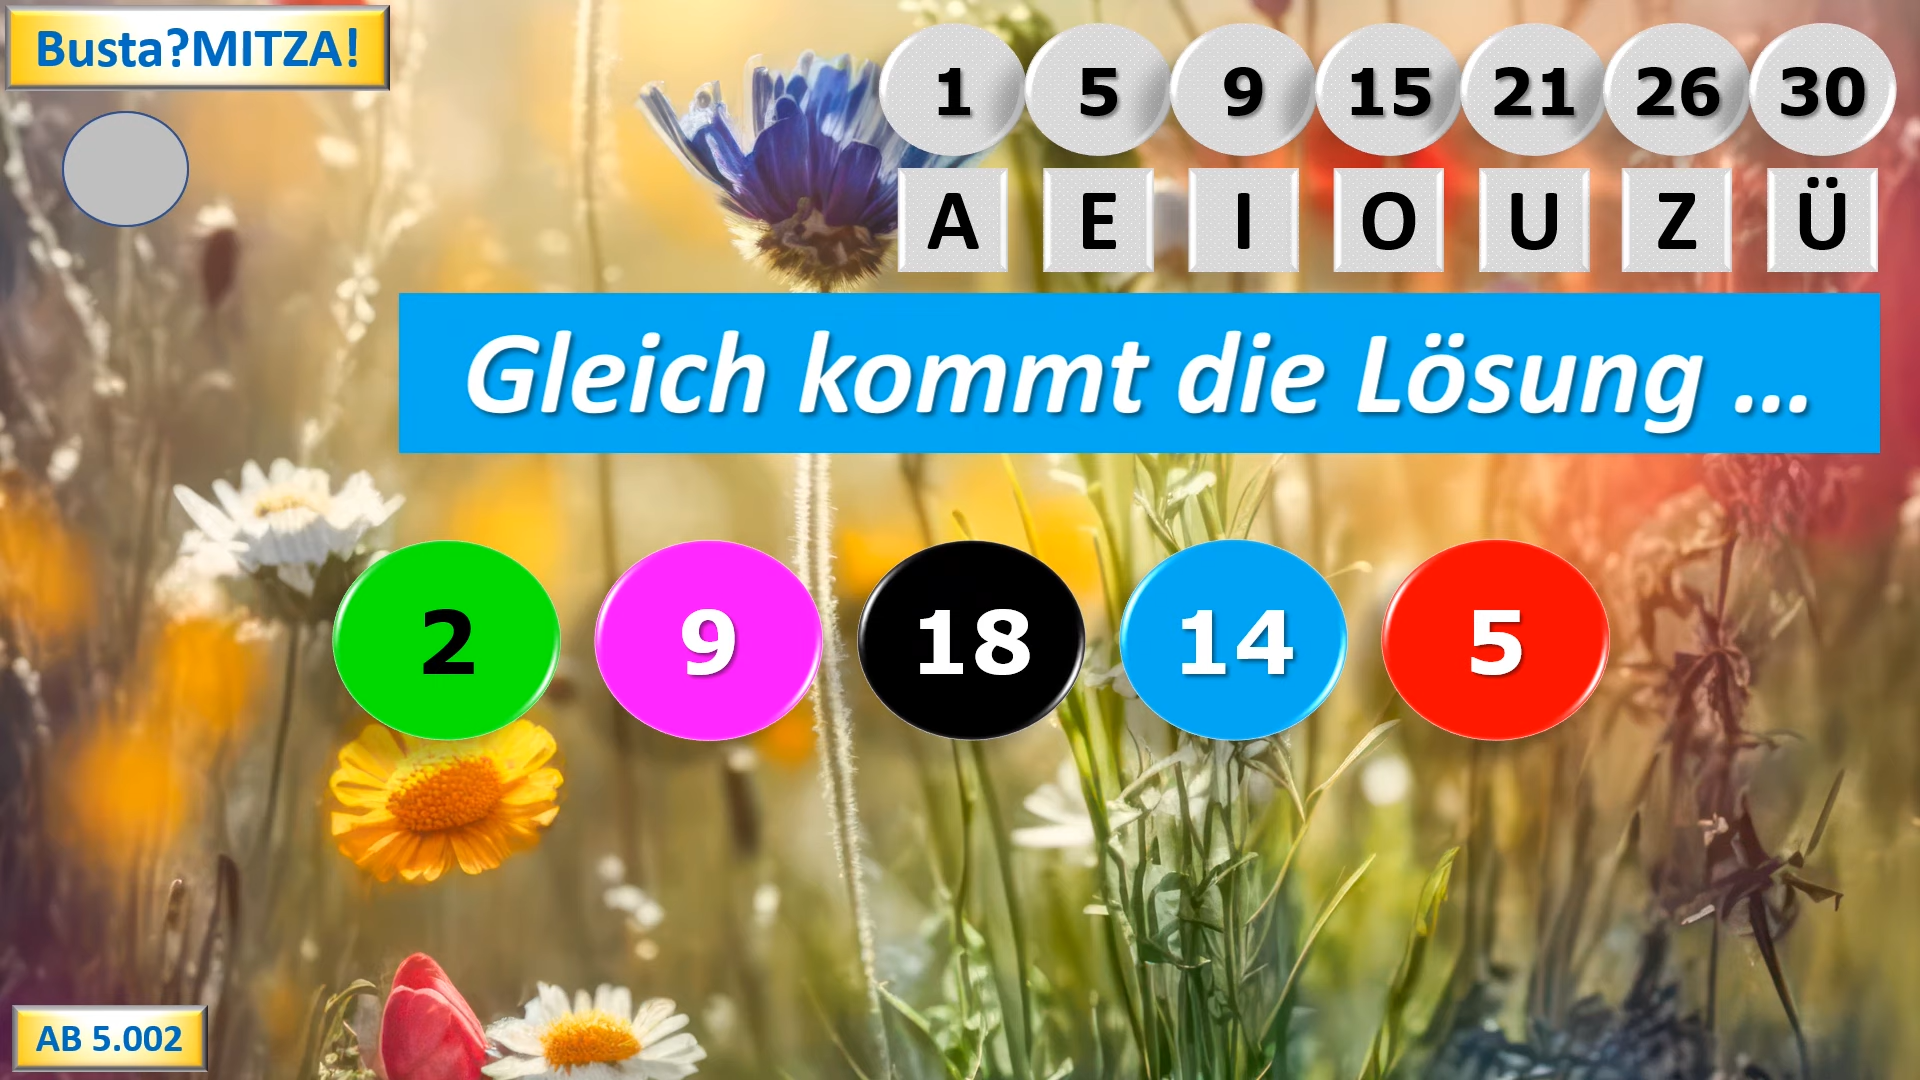 Busta?MITZA!
1 5 9 15 21 26 30
A E I O U Z Ü
Gleich kommt die Lösung ...
2 9 18 14 5
AB 5.002